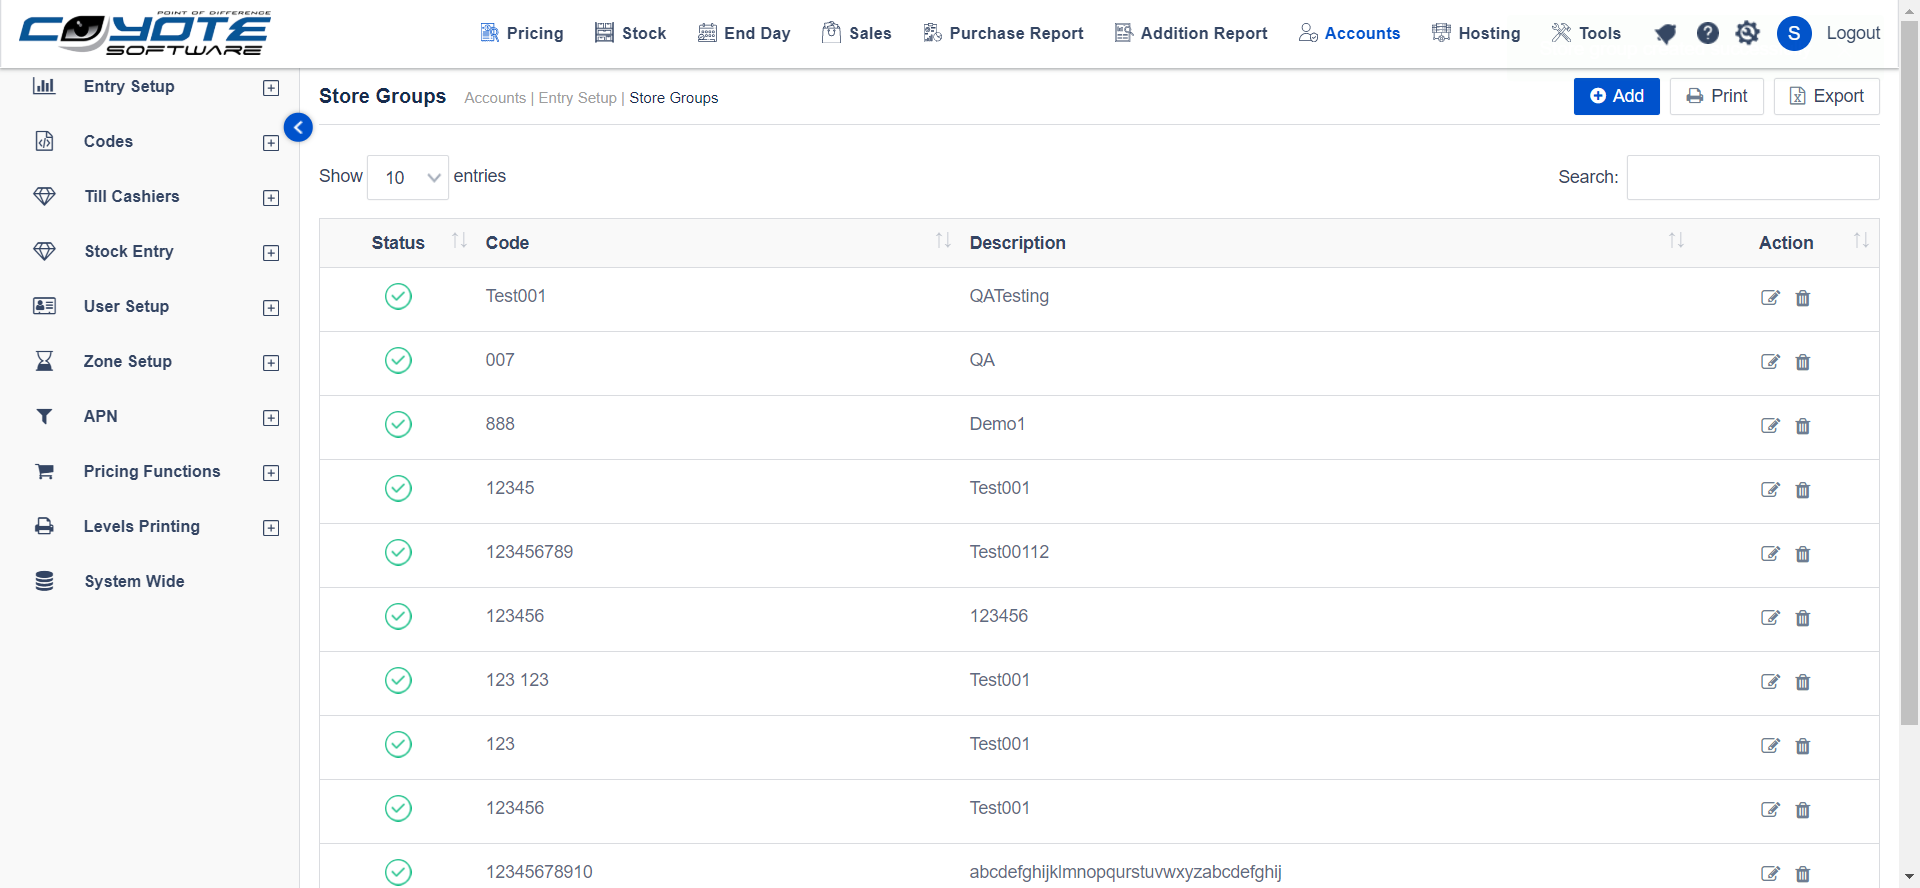 POINT OF DIFFERENCE
COYOTE
SOFTWARE
Pricing
Stock
End Day
Sales
Purchase Report
Addition Report
Accounts
Hosting
Tools
S
Logout
Entry Setup
Codes
Till Cashiers
Stock Entry
User Setup
Zone Setup
APN
Pricing Functions
Levels Printing
System Wide
Store Groups Accounts | Entry Setup | Store Groups
Add
Print
Export
Show 10 entries
Search:
Status Code Description Action
Test001 QATesting
007 QA
888 Demo1
12345 Test001
123456789 Test00112
123456 123456
123 123 Test001
123 Test001
123456 Test001
12345678910 abcdefghijklmnopqurstuvwxyzabcdefghij